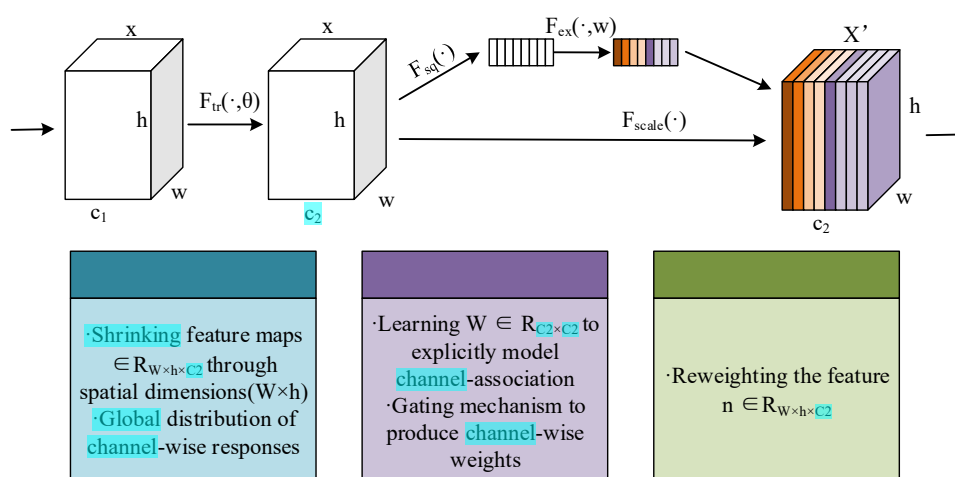 x
h
w
c₁
F_tr(·,θ)
x
h
w
c₂
F_sq(·)
F_ex(·,w)
F_scale(·)
X’
h
w
c₂
·Shrinking feature maps
∈R_W×h×C2 through
spatial dimensions(W×h)
·Global distribution of
channel-wise responses
·Learning W ∈ R_C2×C2 to
explicitly model
channel-association
·Gating mechanism to
produce channel-wise
weights
·Reweighting the feature
n ∈R_W×h×C2